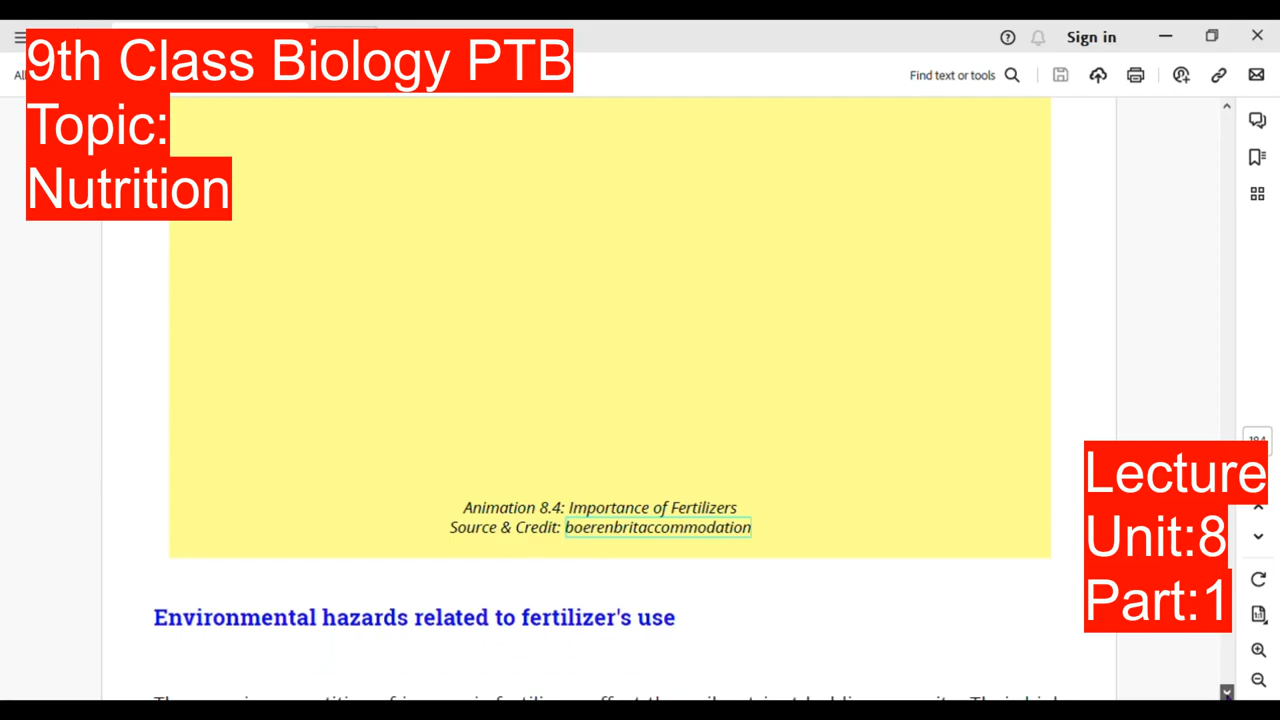 9th Class Biology PTB
Topic:
Nutrition
Sign in
Find text or tools
Animation 8.4: Importance of Fertilizers
Source & Credit: boerenbritaccommodation
Lecture
Unit:8
Part:1
Environmental hazards related to fertilizer's use